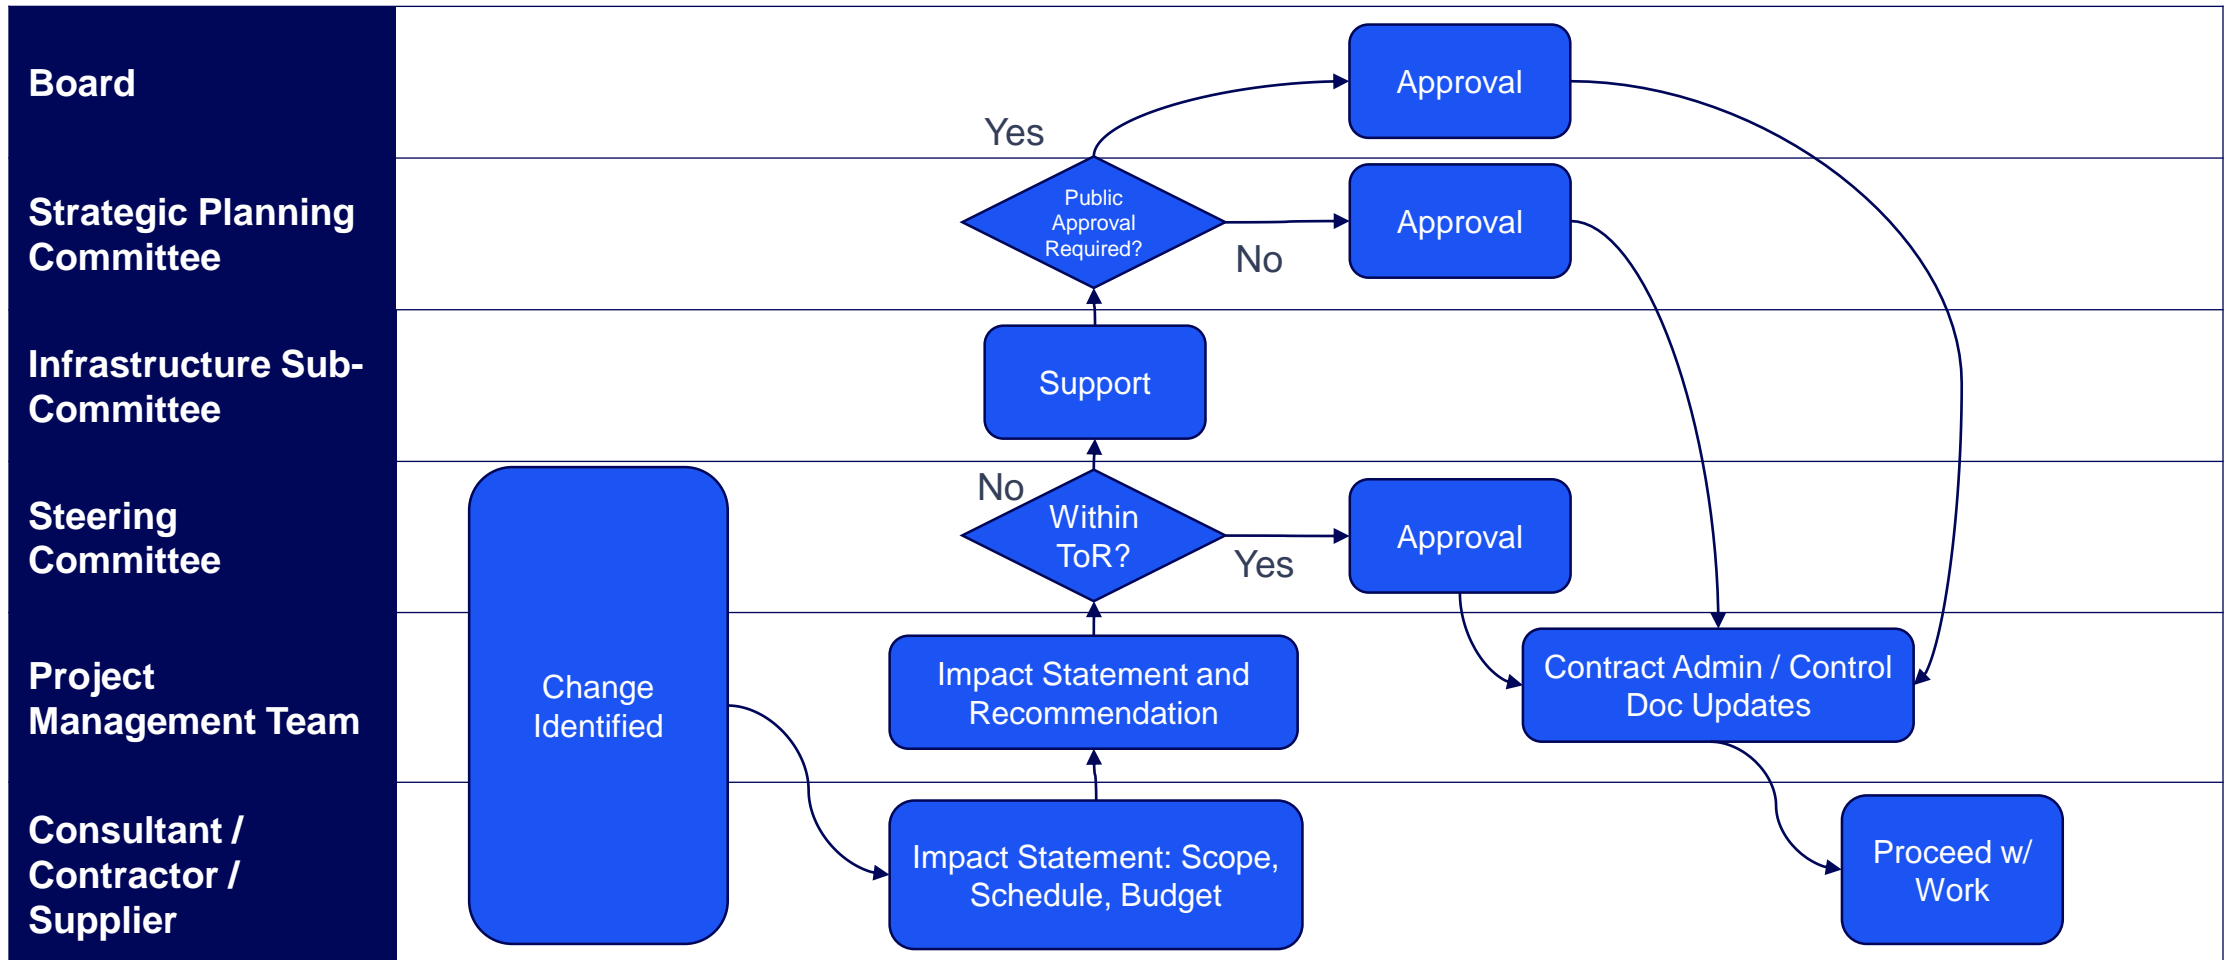 Board
Approval
Yes
Strategic Planning
Committee
Public
Approval
Required?
No
Approval
Infrastructure Sub-
Committee
Support
Steering
Committee
No
Within
ToR?
Yes
Approval
Project
Management Team
Change
Identified
Impact Statement and
Recommendation
Contract Admin / Control
Doc Updates
Consultant /
Contractor /
Supplier
Impact Statement: Scope,
Schedule, Budget
Proceed w/
Work